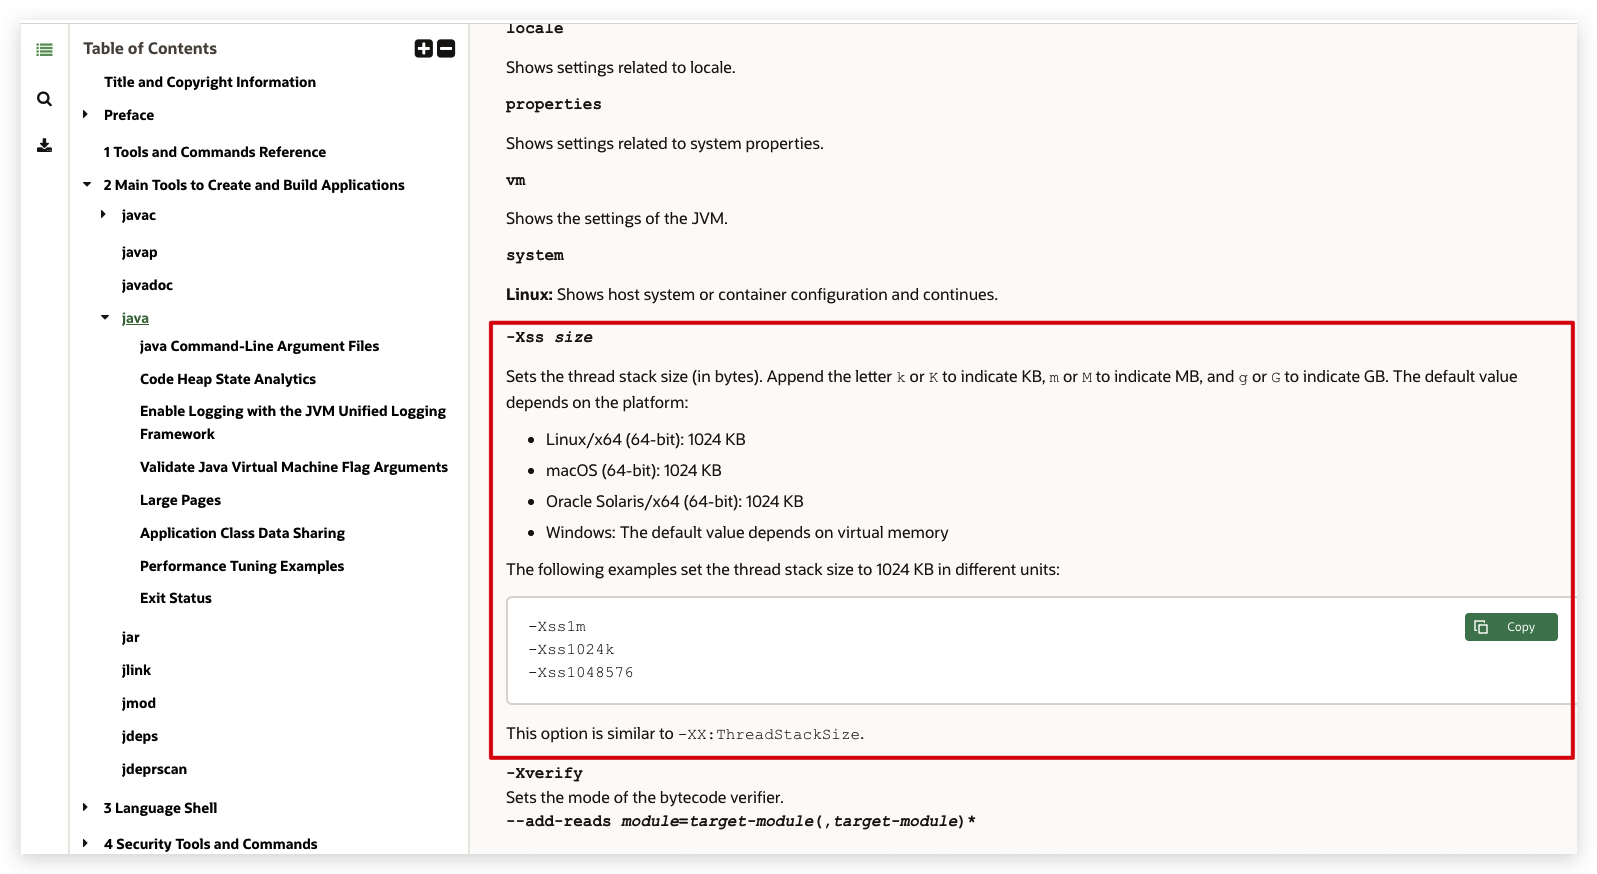 Table of Contents
Title and Copyright Information
Preface
1 Tools and Commands Reference
2 Main Tools to Create and Build Applications
javac
javap
javadoc
java
java Command-Line Argument Files
Code Heap State Analytics
Enable Logging with the JVM Unified Logging
Framework
Validate Java Virtual Machine Flag Arguments
Large Pages
Application Class Data Sharing
Performance Tuning Examples
Exit Status
jar
jlink
jmod
jdeps
jdeprscan
3 Language Shell
4 Security Tools and Commands
locale
Shows settings related to locale.
properties
Shows settings related to system properties.
vm
Shows the settings of the JVM.
system
Linux: Shows host system or container configuration and continues.
-Xss size
Sets the thread stack size (in bytes). Append the letter k or K to indicate KB, m or M to indicate MB, and g or G to indicate GB. The default value
depends on the platform:
• Linux/x64 (64-bit): 1024 KB
• macOS (64-bit): 1024 KB
• Oracle Solaris/x64 (64-bit): 1024 KB
• Windows: The default value depends on virtual memory
The following examples set the thread stack size to 1024 KB in different units:
-Xss1m
-Xss1024k
-Xss1048576
Copy
This option is similar to -XX:ThreadStackSize.
-Xverify
Sets the mode of the bytecode verifier.
--add-reads module=target-module(,target-module)*